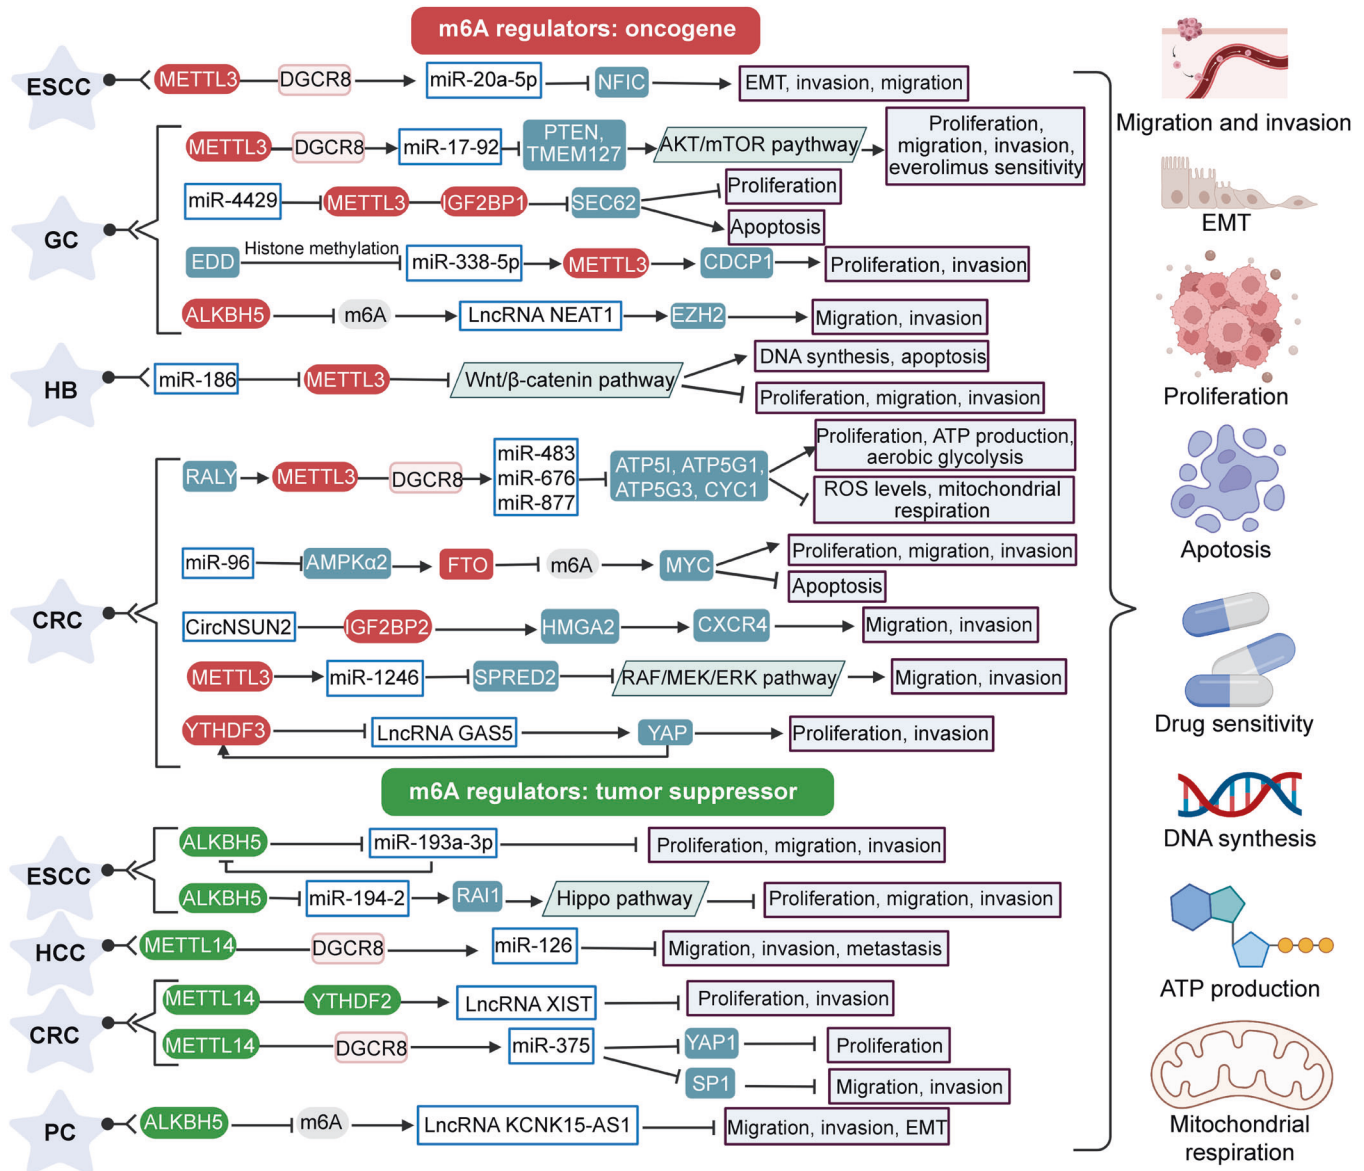 m6A regulators: oncogene
ESCC
METTL3
DGCR8
miR-20a-5p
NFIC
EMT, invasion, migration
GC
METTL3
DGCR8
miR-17-92
PTEN,
TMEM127
AKT/mTOR paythway
Proliferation,
migration, invasion,
everolimus sensitivity
miR-4429
METTL3
IGF2BP1
SEC62
Proliferation
Apoptosis
EDD
Histone methylation
miR-338-5p
METTL3
CDCP1
Proliferation, invasion
ALKBH5
m6A
LncRNA NEAT1
EZH2
Migration, invasion
HB
miR-186
METTL3
Wnt/β-catenin pathway
DNA synthesis, apoptosis
Proliferation, migration, invasion
CRC
RALY
METTL3
DGCR8
miR-483
miR-676
miR-877
ATP5I, ATP5G1,
ATP5G3, CYC1
Proliferation, ATP production,
aerobic glycolysis
ROS levels, mitochondrial
respiration
miR-96
AMPKα2
FTO
m6A
MYC
Proliferation, migration, invasion
Apoptosis
CircNSUN2
IGF2BP2
HMGA2
CXCR4
Migration, invasion
METTL3
miR-1246
SPRED2
RAF/MEK/ERK pathway
Migration, invasion
YTHDF3
LncRNA GAS5
YAP
Proliferation, invasion
m6A regulators: tumor suppressor
ESCC
ALKBH5
miR-193a-3p
Proliferation, migration, invasion
ALKBH5
miR-194-2
RAI1
Hippo pathway
Proliferation, migration, invasion
HCC
METTL14
DGCR8
miR-126
Migration, invasion, metastasis
CRC
METTL14
YTHDF2
LncRNA XIST
Proliferation, invasion
METTL14
DGCR8
miR-375
YAP1
Proliferation
SP1
Migration, invasion
PC
ALKBH5
m6A
LncRNA KCNK15-AS1
Migration, invasion, EMT
Migration and invasion
EMT
Proliferation
Apotosis
Drug sensitivity
DNA synthesis
ATP production
Mitochondrial
respiration